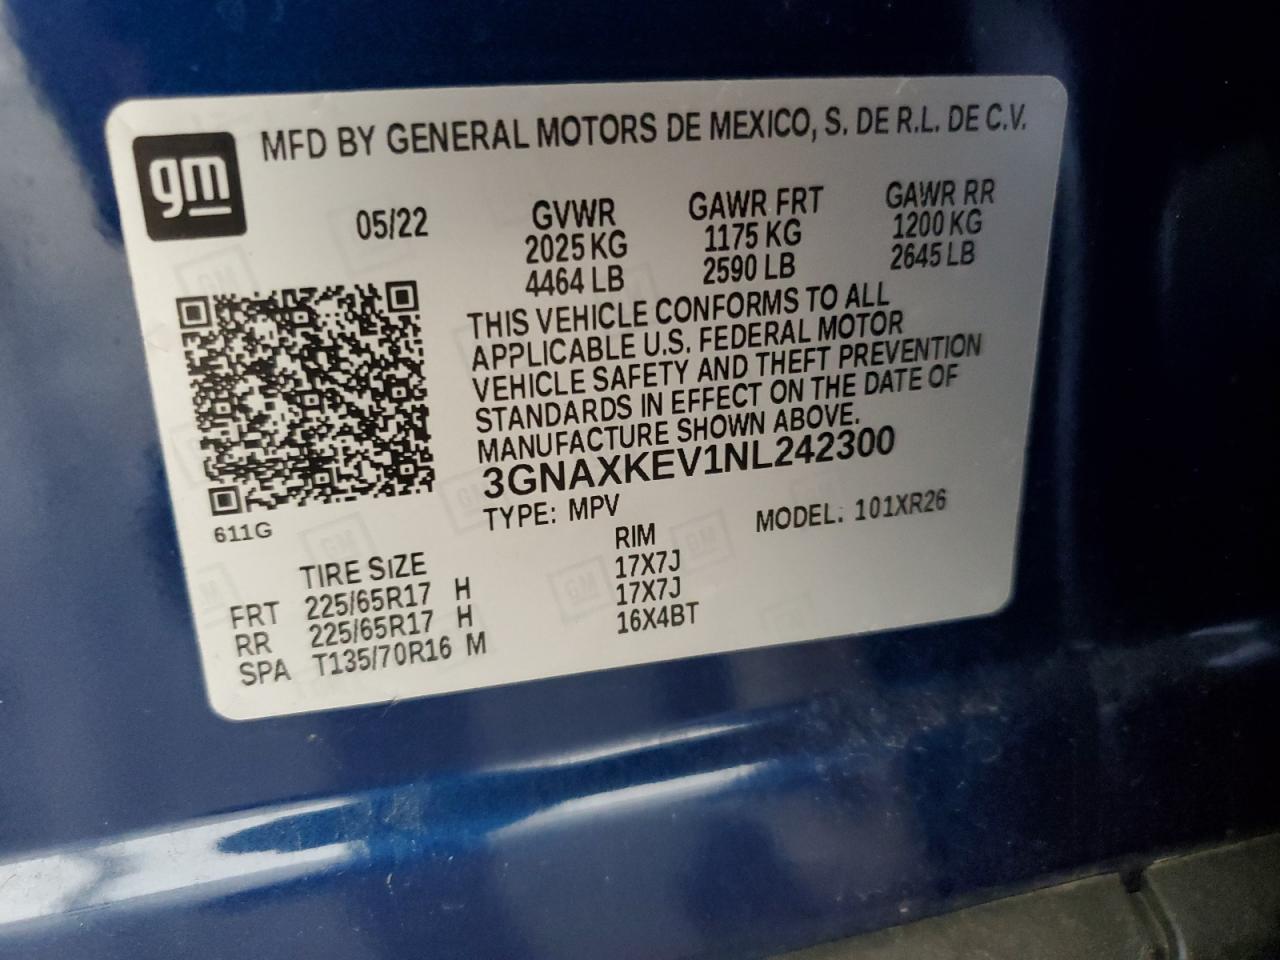 gm
MFD BY GENERAL MOTORS DE MEXICO, S. DE R.L. DE C.V.
05/22
GVWR
2025 KG
4464 LB
GAWR FRT
1175 KG
2590 LB
GAWR RR
1200 KG
2645 LB
THIS VEHICLE CONFORMS TO ALL
APPLICABLE U.S. FEDERAL MOTOR
VEHICLE SAFETY AND THEFT PREVENTION
STANDARDS IN EFFECT ON THE DATE OF
MANUFACTURE SHOWN ABOVE.
3GNAXKEV1NL242300
TYPE: MPV MODEL: 101XR26
611G
TIRE SIZE RIM
FRT 225/65R17 H 17X7J
RR 225/65R17 H 17X7J
SPA T135/70R16 M 16X4BT